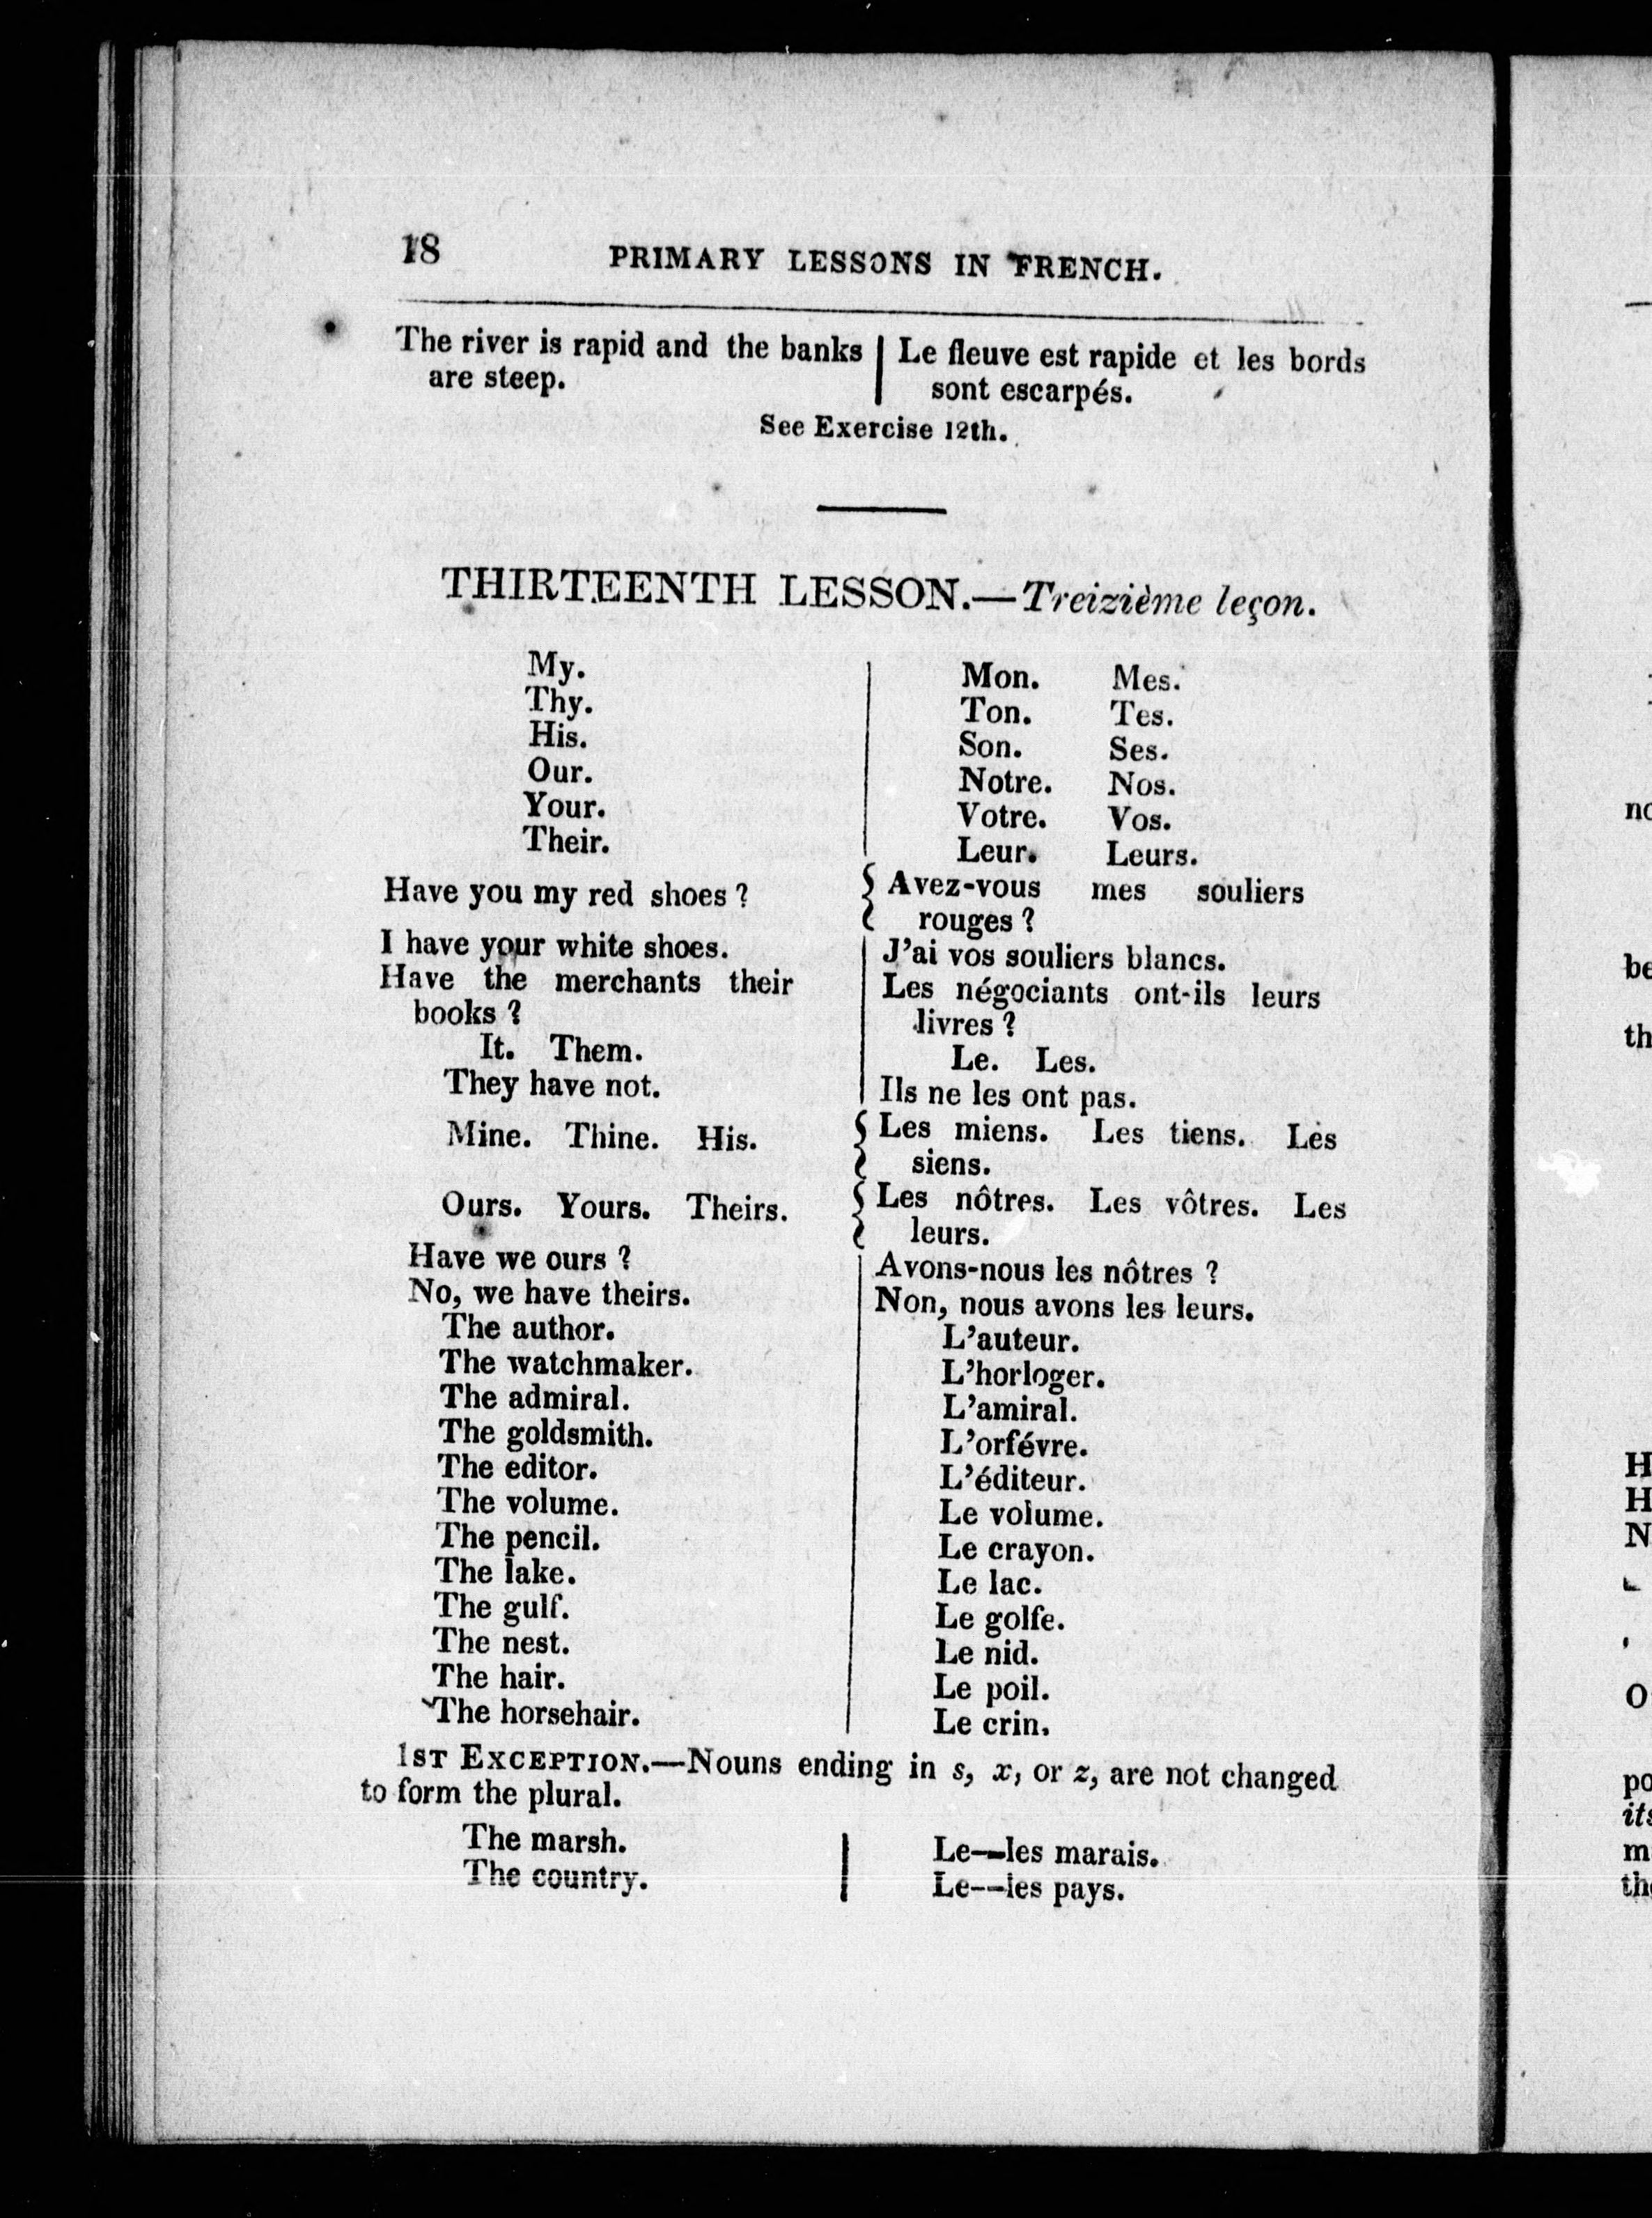 18 PRIMARY LESSONS IN FRENCH.
The river is rapid and the banks | Le fleuve est rapide et les bords
are steep. | sont escarpés.
See Exercise 12th.
THIRTEENTH LESSON.—Treizième leçon.
My. Mon. Mes.
Thy. Ton. Tes.
His. Son. Ses.
Our. Notre. Nos.
Your. Votre. Vos.
Their. Leur. Leurs.
Have you my red shoes ? Avez-vous mes souliers
rouges ?
I have your white shoes. J'ai vos souliers blancs.
Have the merchants their Les négociants ont-ils leurs
books ? livres ?
It. Them. Le. Les.
They have not. Ils ne les ont pas.
Mine. Thine. His. Les miens. Les tiens. Les
siens.
Ours. Yours. Theirs. Les nôtres. Les vôtres. Les
leurs.
Have we ours ? Avons-nous les nôtres ?
No, we have theirs. Non, nous avons les leurs.
The author. L'auteur.
The watchmaker. L'horloger.
The admiral. L'amiral.
The goldsmith. L'orfévre.
The editor. L'éditeur.
The volume. Le volume.
The pencil. Le crayon.
The lake. Le lac.
The gulf. Le golfe.
The nest. Le nid.
The hair. Le poil.
The horsehair. Le crin.
1ST EXCEPTION.—Nouns ending in s, x, or z, are not changed
to form the plural.
The marsh. Le—les marais.
The country. Le—les pays.